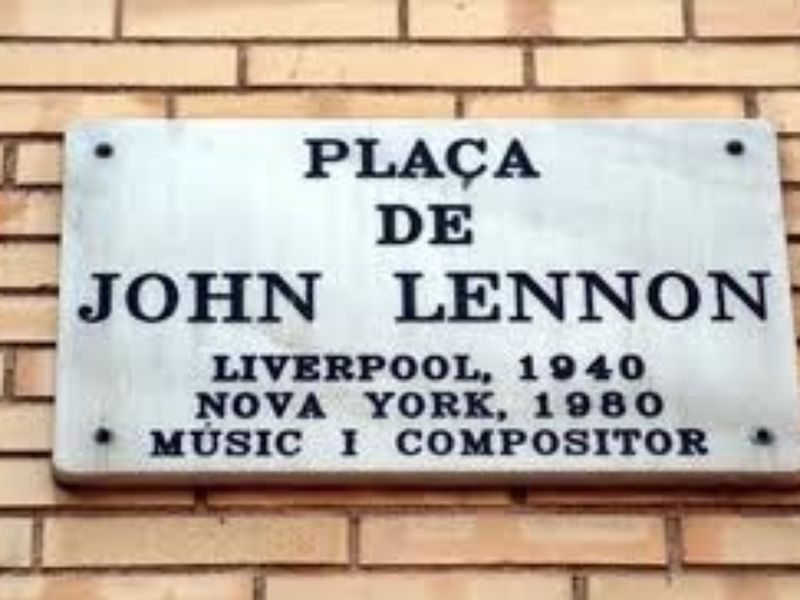 PLAÇA
DE
JOHN LENNON
LIVERPOOL, 1940
NOVA YORK, 1980
MÚSIC I COMPOSITOR